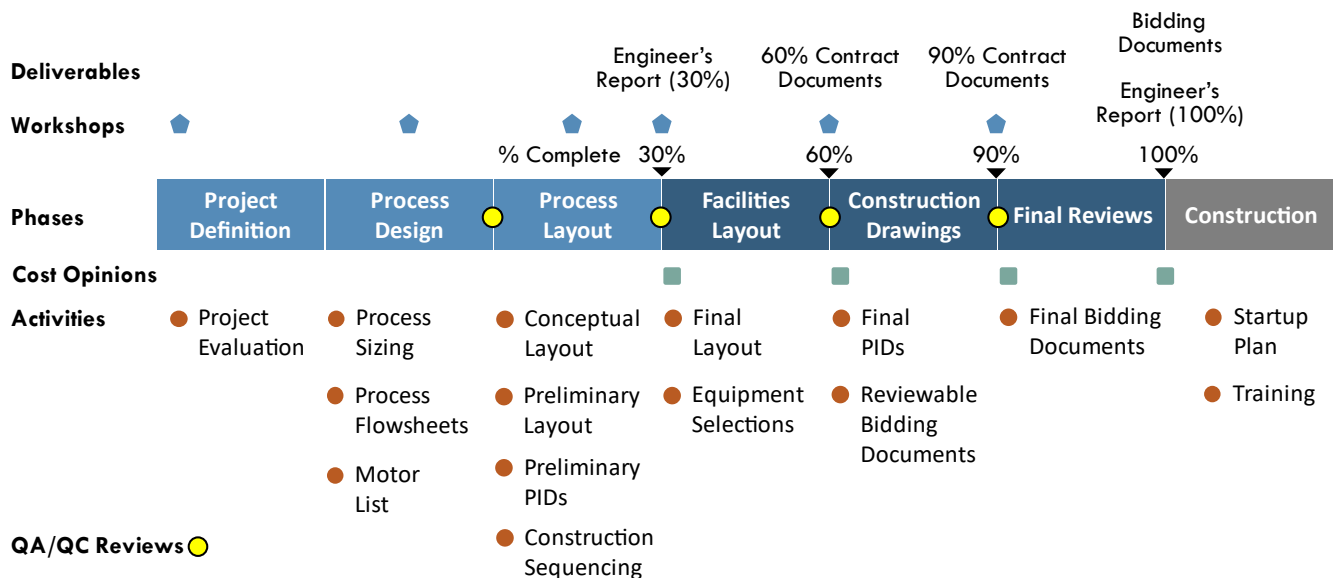 Deliverables
Engineer's
Report (30%)
60% Contract
Documents
90% Contract
Documents
Bidding
Documents
Engineer's
Report (100%)
Workshops
% Complete
30%
60%
90%
100%
Phases
Project
Definition
Process
Design
Process
Layout
Facilities
Layout
Construction
Drawings
Final Reviews
Construction
Cost Opinions
Activities
Project
Evaluation
Process
Sizing
Process
Flowsheets
Motor
List
Conceptual
Layout
Preliminary
Layout
Preliminary
PIDs
Construction
Sequencing
Final
Layout
Equipment
Selections
Final
PIDs
Reviewable
Bidding
Documents
Final Bidding
Documents
Startup
Plan
Training
QA/QC Reviews